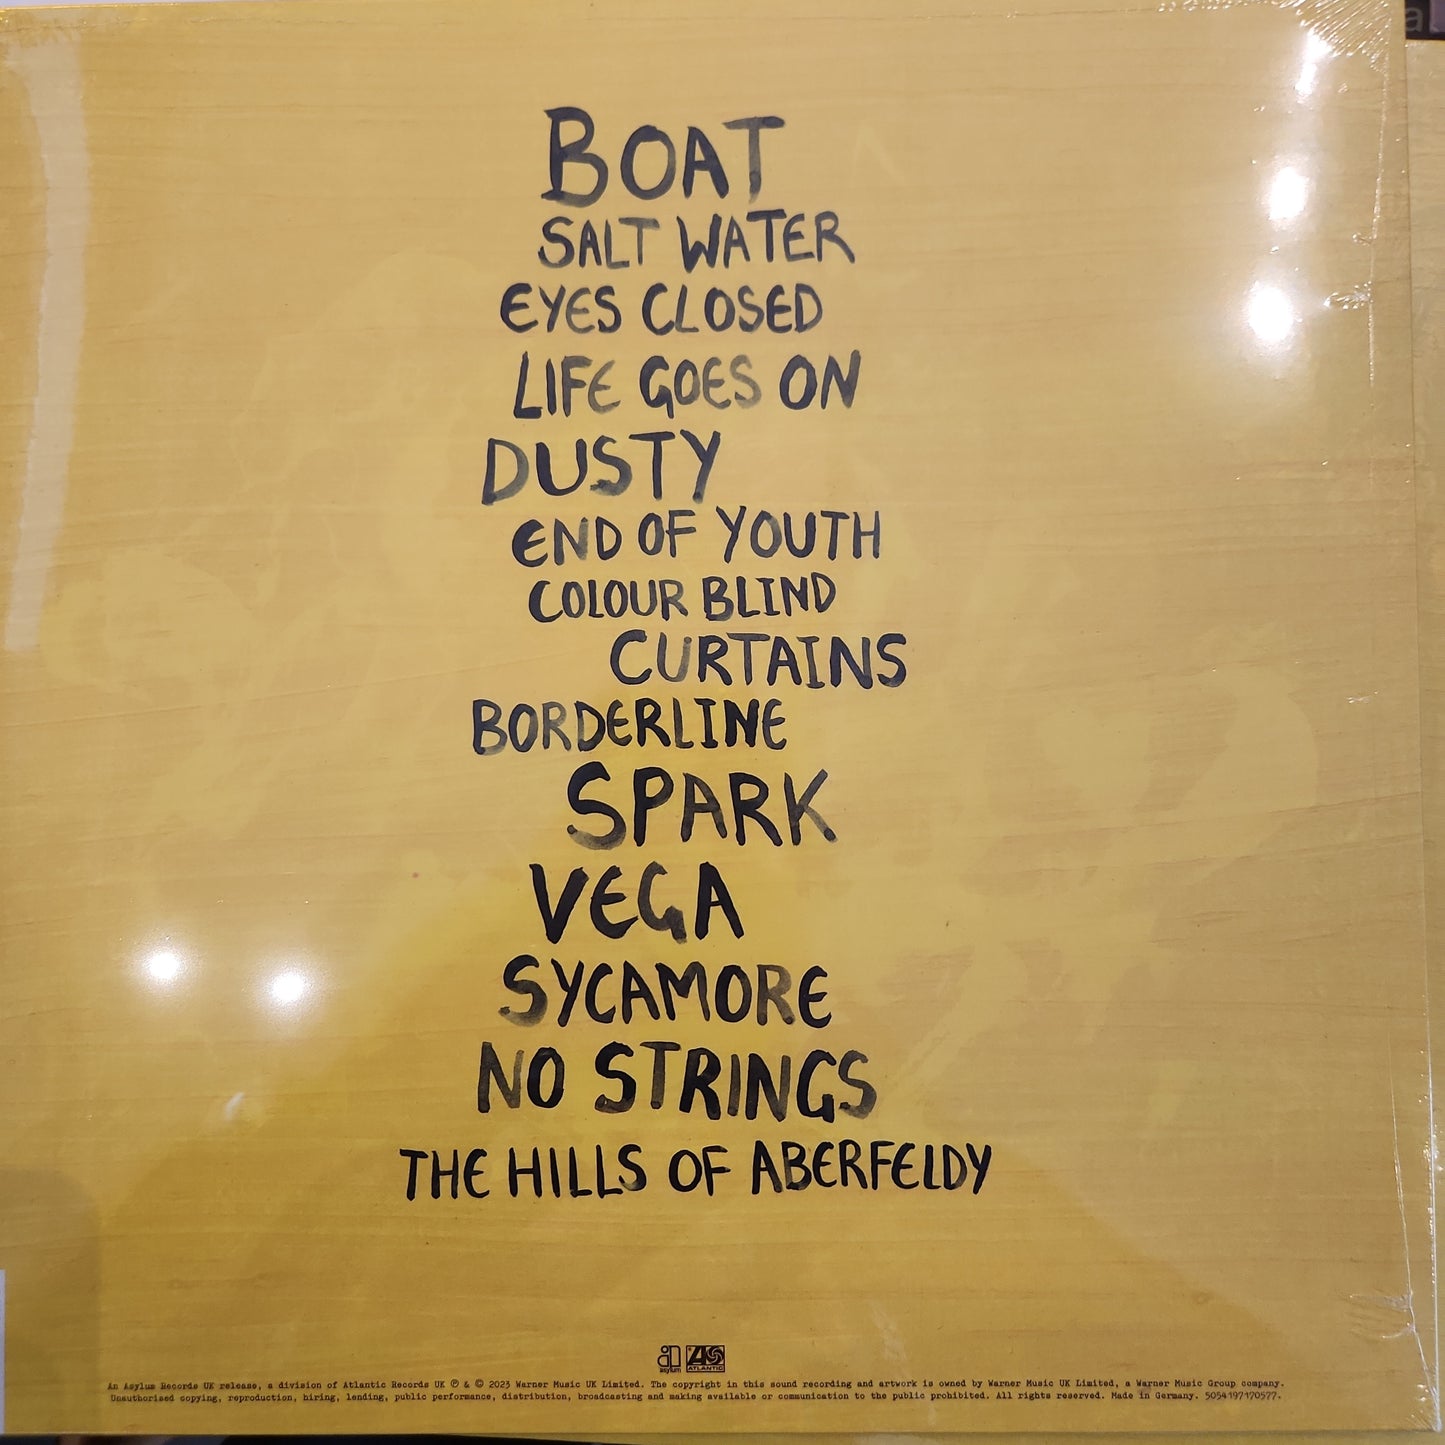 BOAT
SALT WATER
EYES CLOSED
LIFE GOES ON
DUSTY
END OF YOUTH
COLOUR BLIND
CURTAINS
BORDERLINE
SPARK
VEGA
SYCAMORE
NO STRINGS
THE HILLS OF ABERFELDY
asylum ATLANTIC
An Asylum Records UK release, a division of Atlantic Records UK ℗ & © 2023 Warner Music UK Limited. The copyright in this sound recording and artwork is owned by Warner Music UK Limited, a Warner Music Group company.
Unauthorised copying, reproduction, hiring, lending, public performance, distribution, broadcasting and making available or communication to the public prohibited. All rights reserved. Made in Germany. 5054197170577.